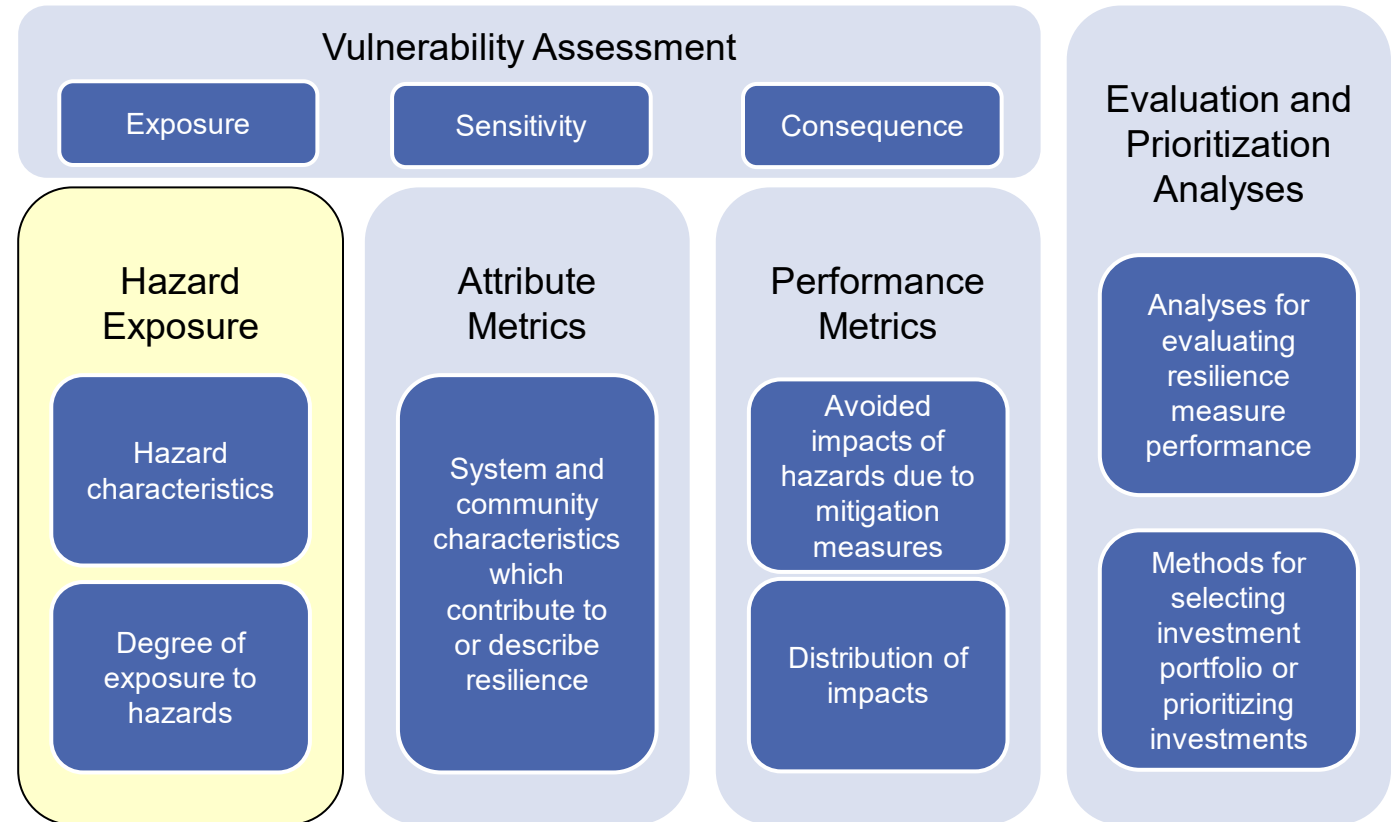 Vulnerability Assessment
Exposure
Sensitivity
Consequence
Hazard
Exposure
Hazard
characteristics
Degree of
exposure to
hazards
Attribute
Metrics
System and
community
characteristics
which
contribute to
or describe
resilience
Performance
Metrics
Avoided
impacts of
hazards due to
mitigation
measures
Distribution of
impacts
Evaluation and
Prioritization
Analyses
Analyses for
evaluating
resilience
measure
performance
Methods for
selecting
investment
portfolio or
prioritizing
investments